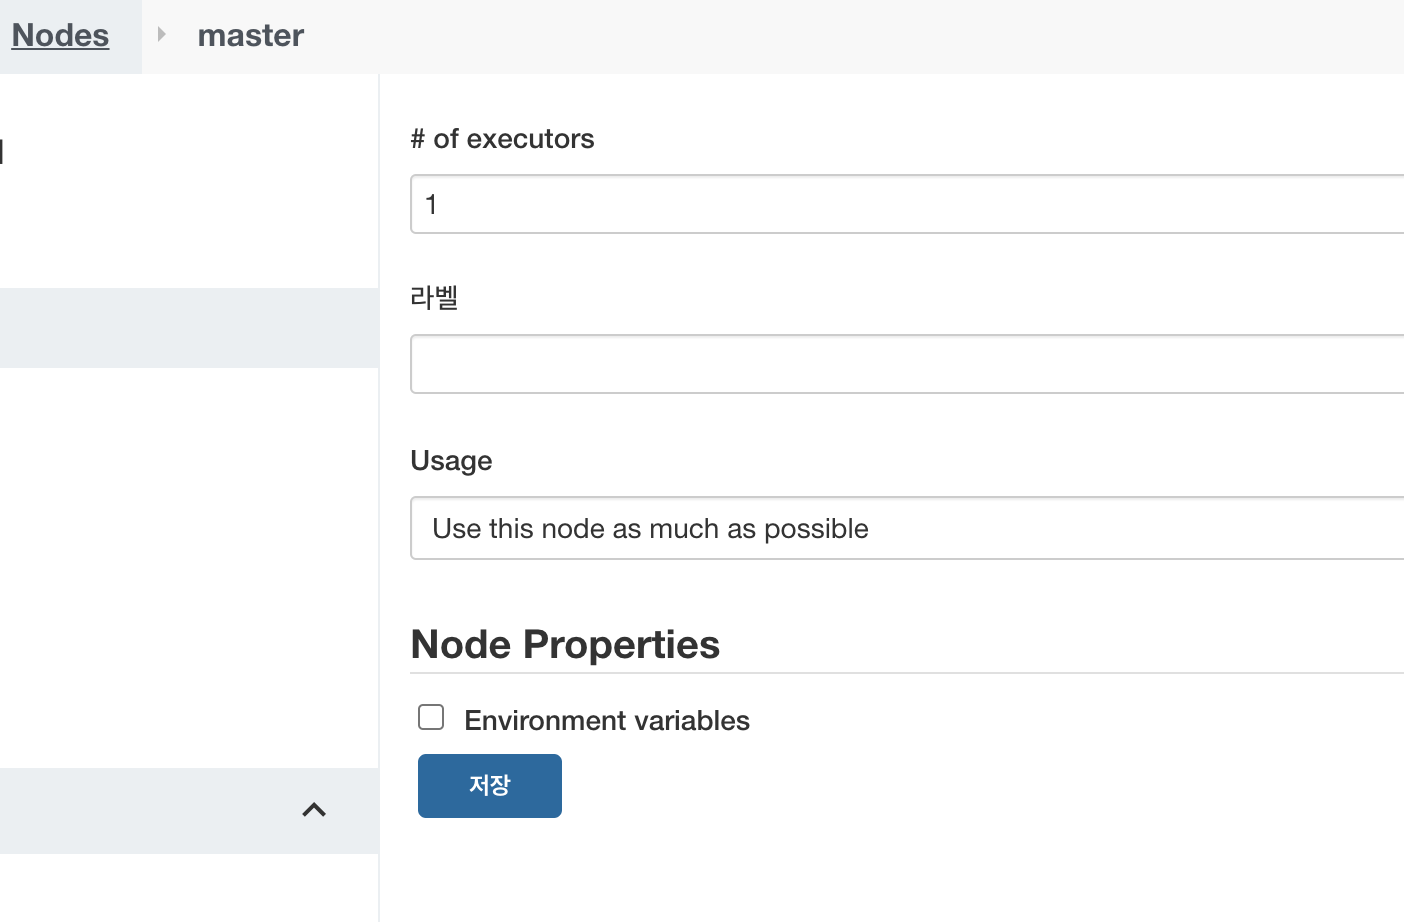 Nodes master
# of executors
1
라벨
Usage
Use this node as much as possible
Node Properties
Environment variables
저장